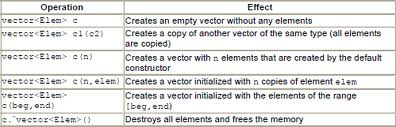 Operation Effect
vector<Elem> c Creates an empty vector without any elements
vector<Elem> c1(c2) Creates a copy of another vector of the same type (all
elements are copied)
vector<Elem> c(n) Creates a vector with n elements that are created by the default
constructor
vector<Elem> c(n,elem) Creates a vector initialized with n copies of element elem
vector<Elem> Creates a vector initialized with the elements of the range
c(beg,end) [beg,end)
c.~vector<Elem>() Destroys all elements and frees the memory